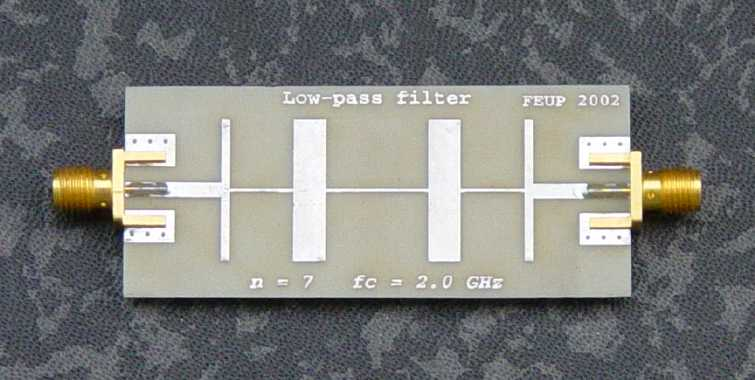 Low-pass filter
FEUP 2002
n = 7 fc = 2.0 GHz